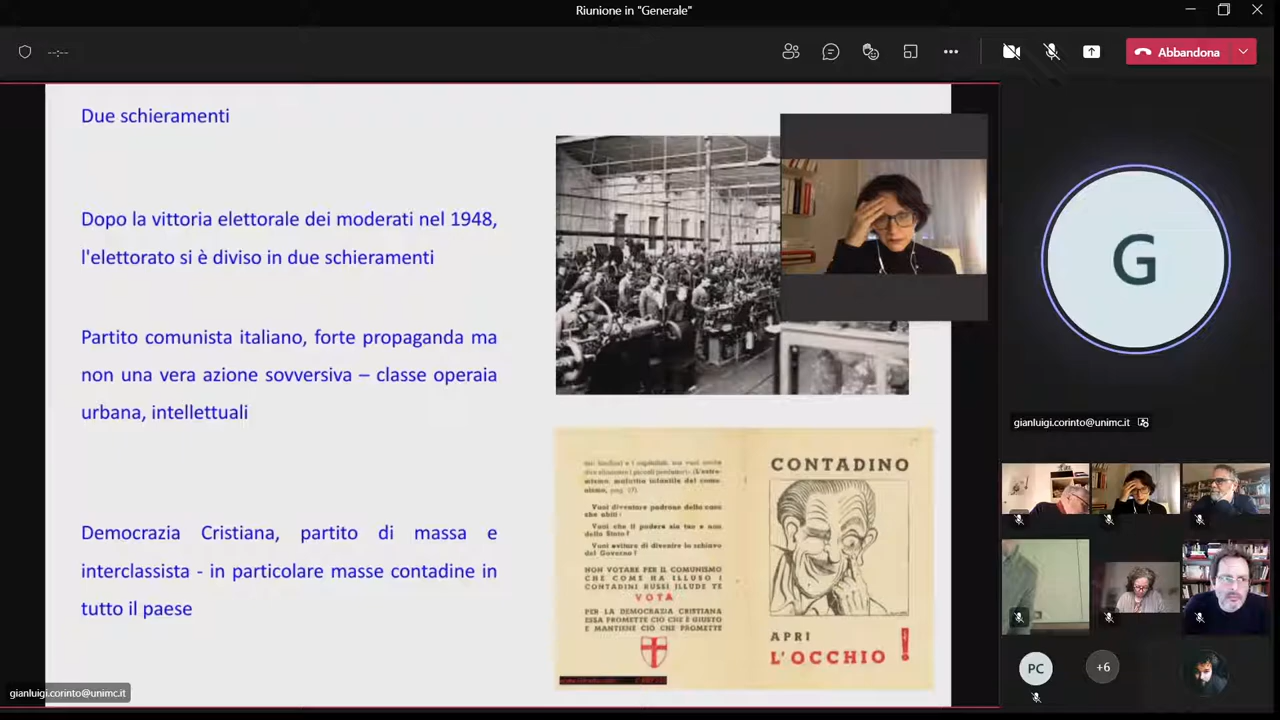 Riunione in "Generale"
--:--
Abbandona
Due schieramenti
Dopo la vittoria elettorale dei moderati nel 1948,
l'elettorato si è diviso in due schieramenti
Partito comunista italiano, forte propaganda ma
non una vera azione sovversiva – classe operaia
urbana, intellettuali
Democrazia Cristiana, partito di massa e
interclassista - in particolare masse contadine in
tutto il paese
Vuoi divenire padrone della casa
che abiti?
Vuoi che il podere sia tuo e non
dello Stato?
Vuoi evitare di divenire lo schiavo
del Governo?
NON VOTARE PER IL COMUNISMO
CHE COME HA ILLUSO I
CONTADINI RUSSI ILLUDE TE
VOTA
PER LA DEMOCRAZIA CRISTIANA
ESSA PROMETTE CIÒ CHE È GIUSTO
E MANTIENE CIÒ CHE PROMETTE
CONTADINO
APRI
L'OCCHIO!
gianluigi.corinto@unimc.it
G
gianluigi.corinto@unimc.it
PC
+6